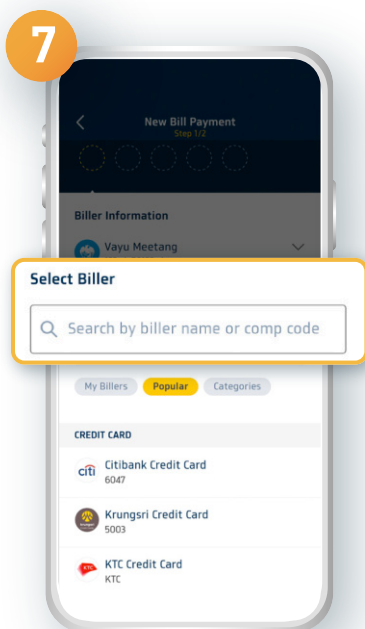 7
New Bill Payment
Step 1/2
Biller Information
Vayu Meetang
Select Biller
Search by biller name or comp code
My Billers Popular Categories
CREDIT CARD
citi
Citibank Credit Card
6047
Krungsri Credit Card
5003
KTC
KTC Credit Card
KTC